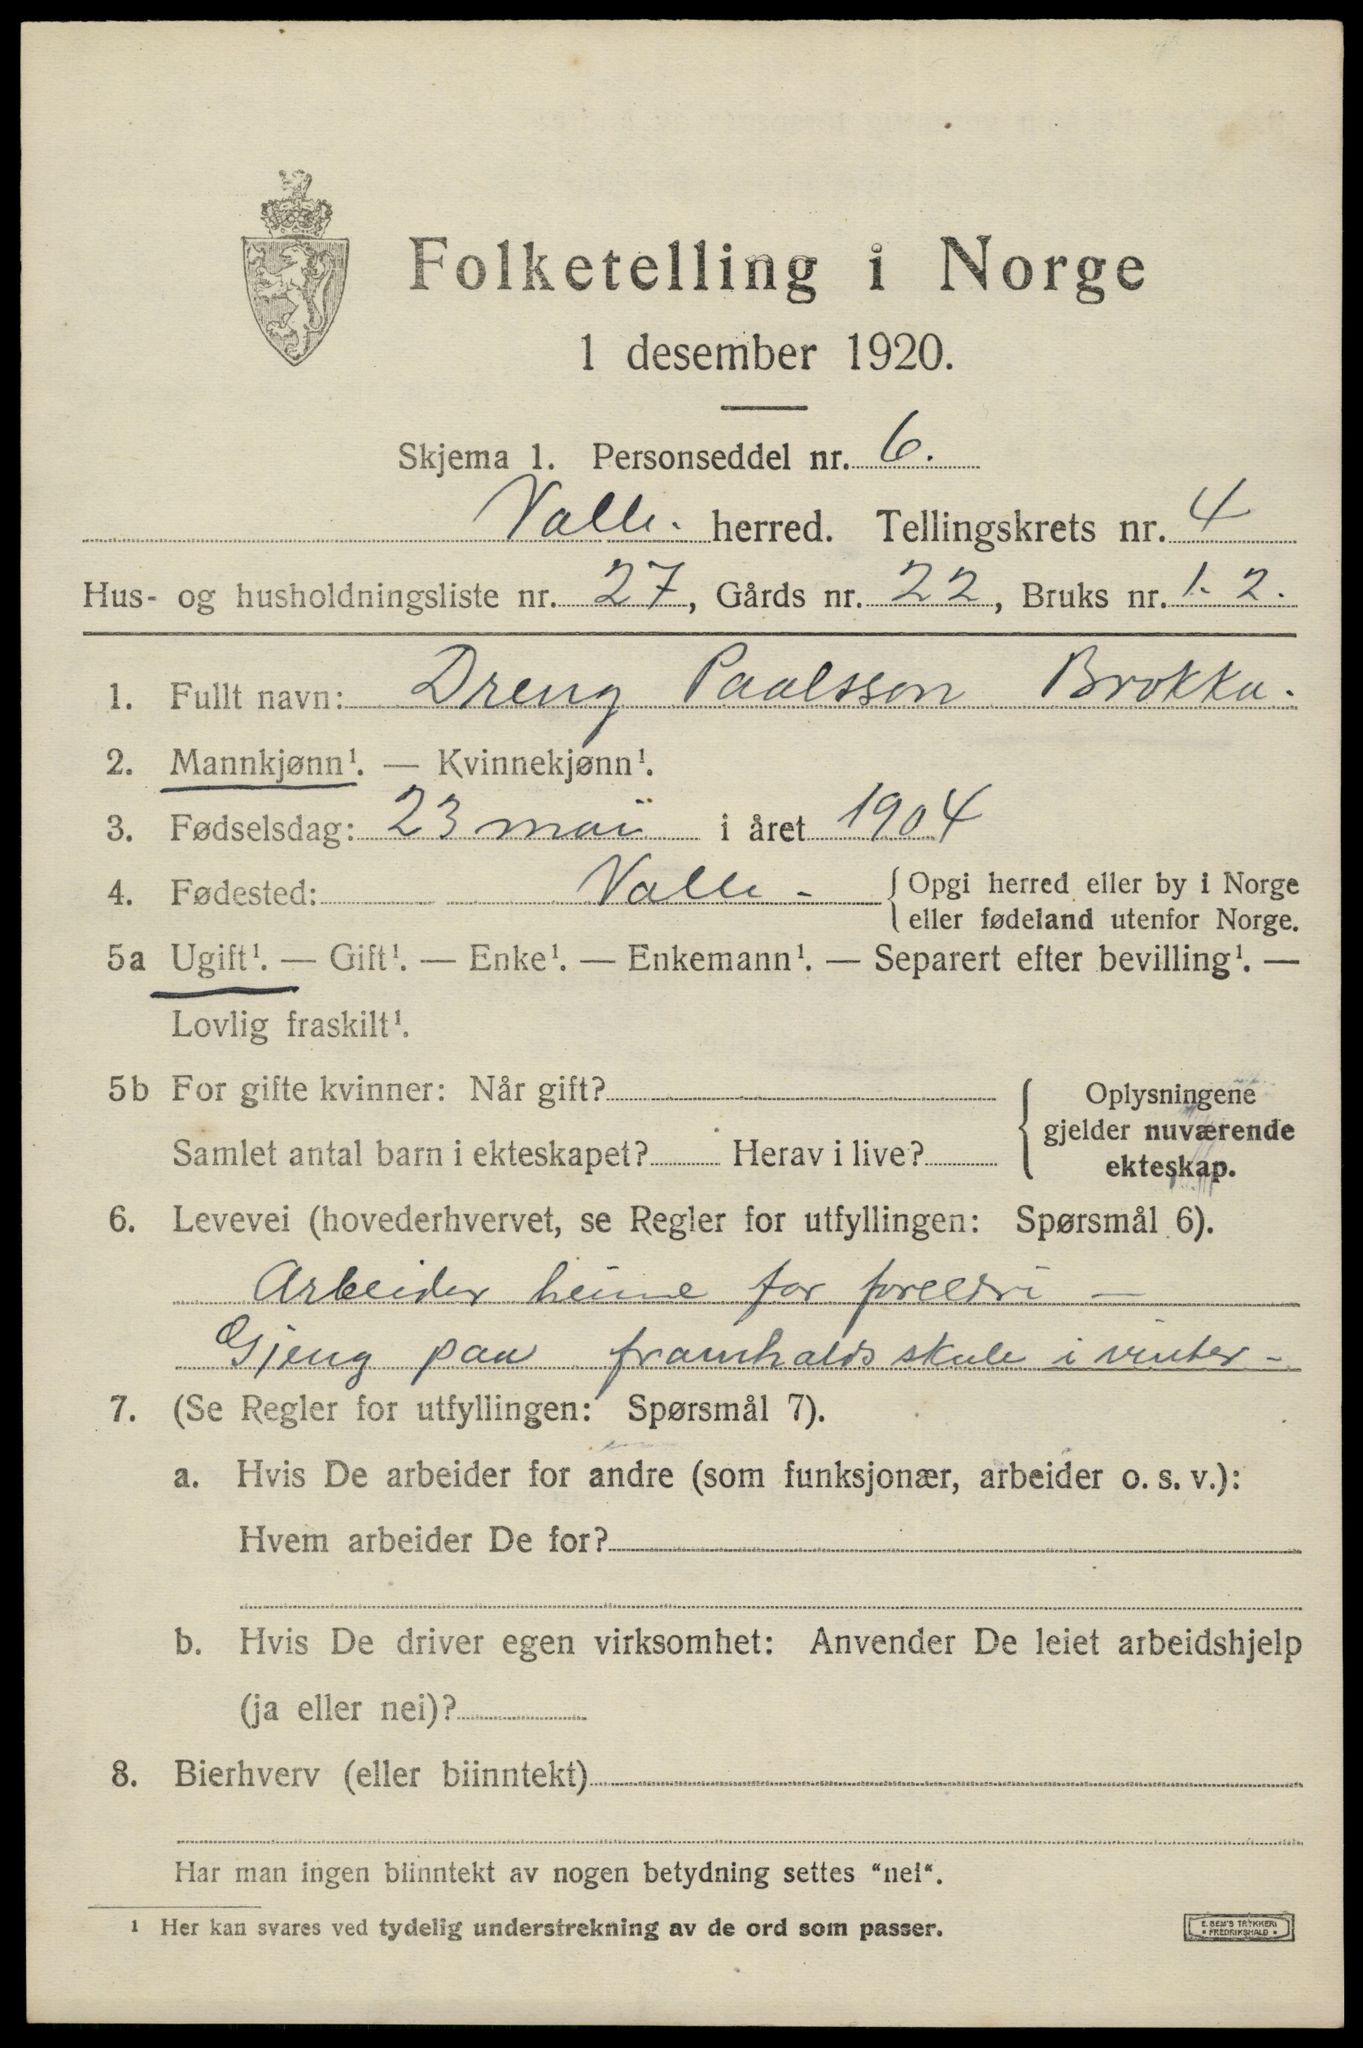 Folketelling i Norge
1 desember 1920.
Skjema 1. Personseddel nr. 6.
Valle. herred. Tellingskrets nr. 4
Hus- og husholdningsliste nr. 27, Gårds nr. 22, Bruks nr. 1. 2.
1. Fullt navn: Dreng Paalsson Brokka.
2. Mannkjønn¹. — Kvinnekjønn¹.
3. Fødselsdag: 23 mai i året 1904
4. Fødested: Valle - {Opgi herred eller by i Norge
eller fødeland utenfor Norge.
5a Ugift¹. — Gift¹. — Enke¹. — Enkemann¹. — Separert efter bevilling¹. —
Lovlig fraskilt¹.
5b For gifte kvinner: Når gift?
Samlet antal barn i ekteskapet? Herav i live?
Oplysningene
gjelder nuværende
ekteskap.
6. Levevei (hovederhvervet, se Regler for utfyllingen: Spørsmål 6).
Arbeider heime for foreldri —
Gjeng paa framhaldsskule i vinter -
7. (Se Regler for utfyllingen: Spørsmål 7).
a. Hvis De arbeider for andre (som funksjonær, arbeider o. s. v.):
Hvem arbeider De for?
b. Hvis De driver egen virksomhet: Anvender De leiet arbeidshjelp
(ja eller nei)?
8. Bierhverv (eller biinntekt)
Har man ingen biinntekt av nogen betydning settes "nei".
¹ Her kan svares ved tydelig understrekning av de ord som passer.
E. SEM'S TRYKKERI
• FREDRIKSHALD •